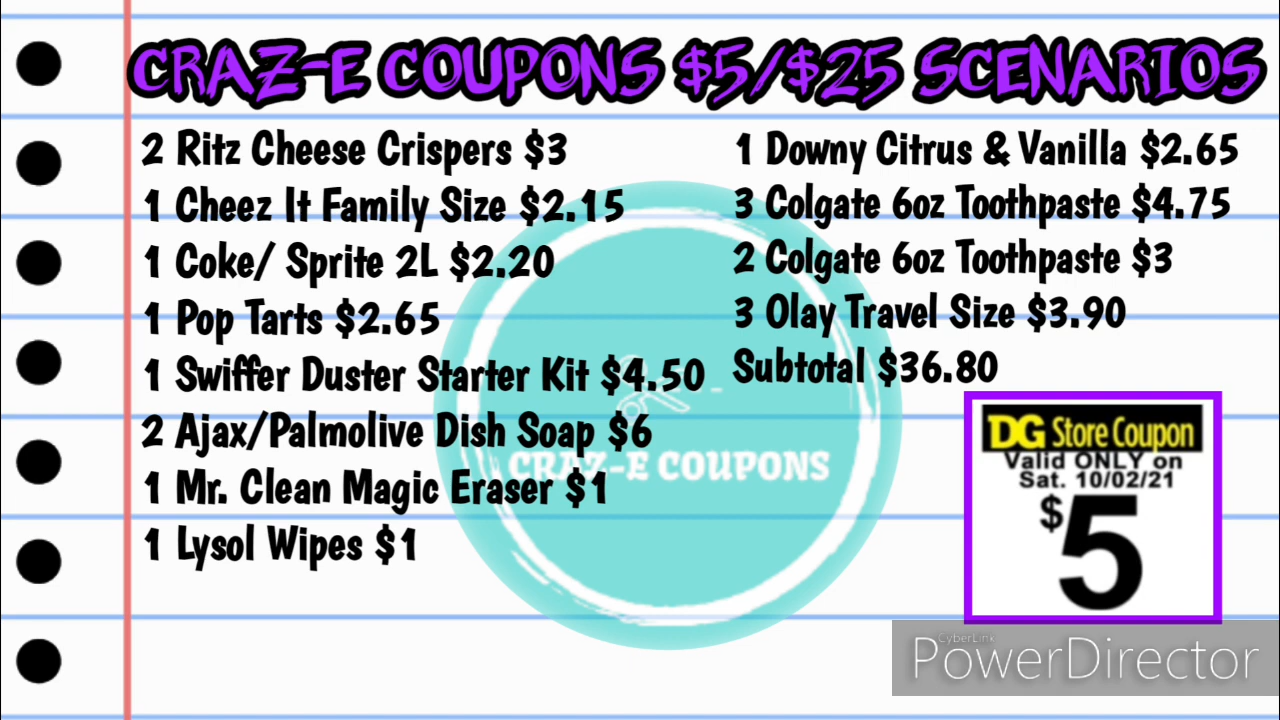 CRAZ-E COUPONS $5/$25 SCENARIOS
2 Ritz Cheese Crispers $3
1 Cheez It Family Size $2.15
1 Coke/ Sprite 2L $2.20
1 Pop Tarts $2.65
1 Swiffer Duster Starter Kit $4.50
2 Ajax/Palmolive Dish Soap $6
1 Mr. Clean Magic Eraser $1
1 Lysol Wipes $1
1 Downy Citrus & Vanilla $2.65
3 Colgate 6oz Toothpaste $4.75
2 Colgate 6oz Toothpaste $3
3 Olay Travel Size $3.90
Subtotal $36.80
CRAZ-E COUPONS
DG Store Coupon
Valid ONLY on
Sat. 10/02/21
$5
CyberLink
PowerDirector